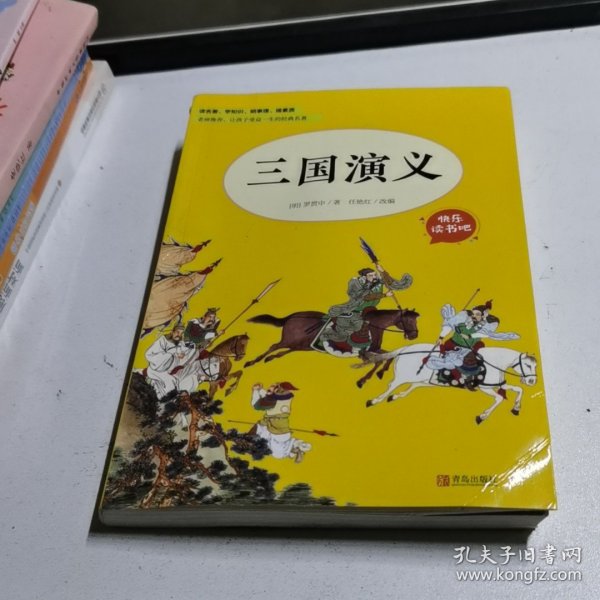 读名著、学知识、明事理、提素质
老师推荐、让孩子受益一生的经典名著
三国演义
[明]罗贯中/著 任艳红/改编
快乐
读书吧
青岛出版社
孔夫子旧书网
www.kongfz.com